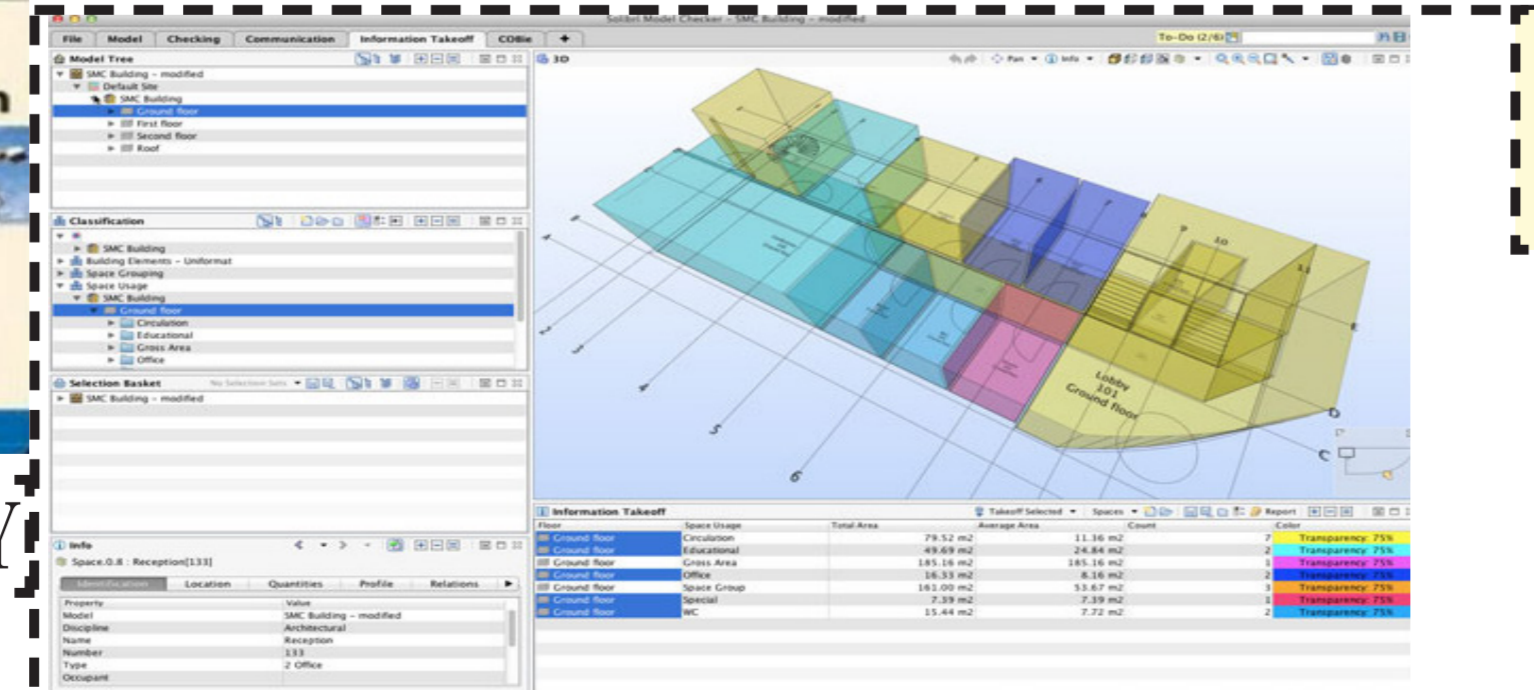 Solibri Model Checker - SMC Building - modified
File Model Checking Communication Information Takeoff COBie +
To-Do (2/6)
Model Tree
SMC Building - modified
Default Site
SMC Building
Ground floor
First floor
Second floor
Roof
Classification
SMC Building
Building Elements - Uniformat
Space Grouping
Space Usage
SMC Building
Ground floor
Circulation
Educational
Gross Area
Office
Selection Basket No Selection Sets
SMC Building - modified
Info
Space.0.8 : Reception[133]
Identification Location Quantities Profile Relations
Property Value
Model SMC Building - modified
Discipline Architectural
Name Reception
Number 133
Type 2 Office
Occupant
3D
Pan Info
9
10
11
E
Lobby
101
Ground floor
D
C
2
3
4
5
6
Information Takeoff Takeoff Selected Spaces Report
Floor Space Usage Total Area Average Area Count Color
Ground floor Circulation 79.52 m2 11.36 m2 7 Transparency: 75%
Ground floor Educational 49.69 m2 24.84 m2 2 Transparency: 75%
Ground floor Gross Area 185.16 m2 185.16 m2 1 Transparency: 75%
Ground floor Office 16.33 m2 8.16 m2 2 Transparency: 75%
Ground floor Space Group 161.00 m2 53.67 m2 3 Transparency: 75%
Ground floor Special 7.39 m2 7.39 m2 1 Transparency: 75%
Ground floor WC 15.44 m2 7.72 m2 2 Transparency: 75%